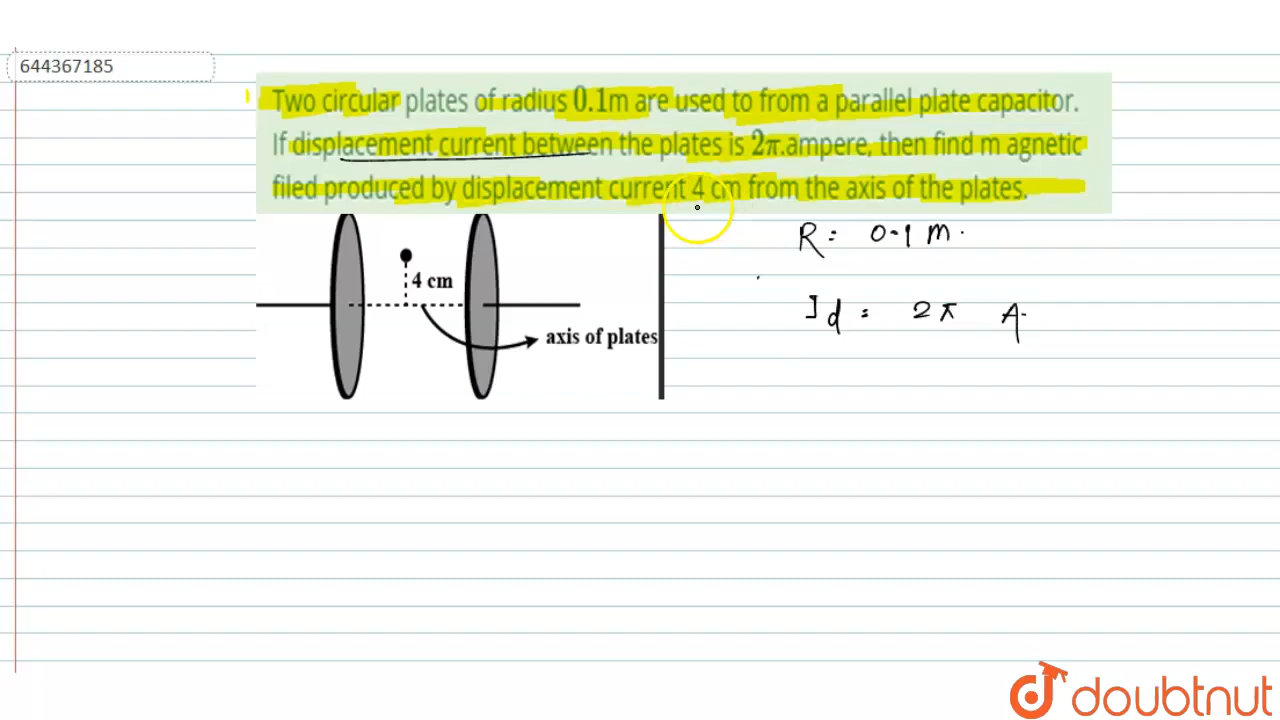 644367185
Two circular plates of radius 0.1m are used to from a parallel plate capacitor.
If displacement current between the plates is 2π ampere, then find m agnetic
filed produced by displacement current 4 cm from the axis of the plates.
R = 0.1 m.
4 cm
I d = 2π A.
axis of plates
doubtnut